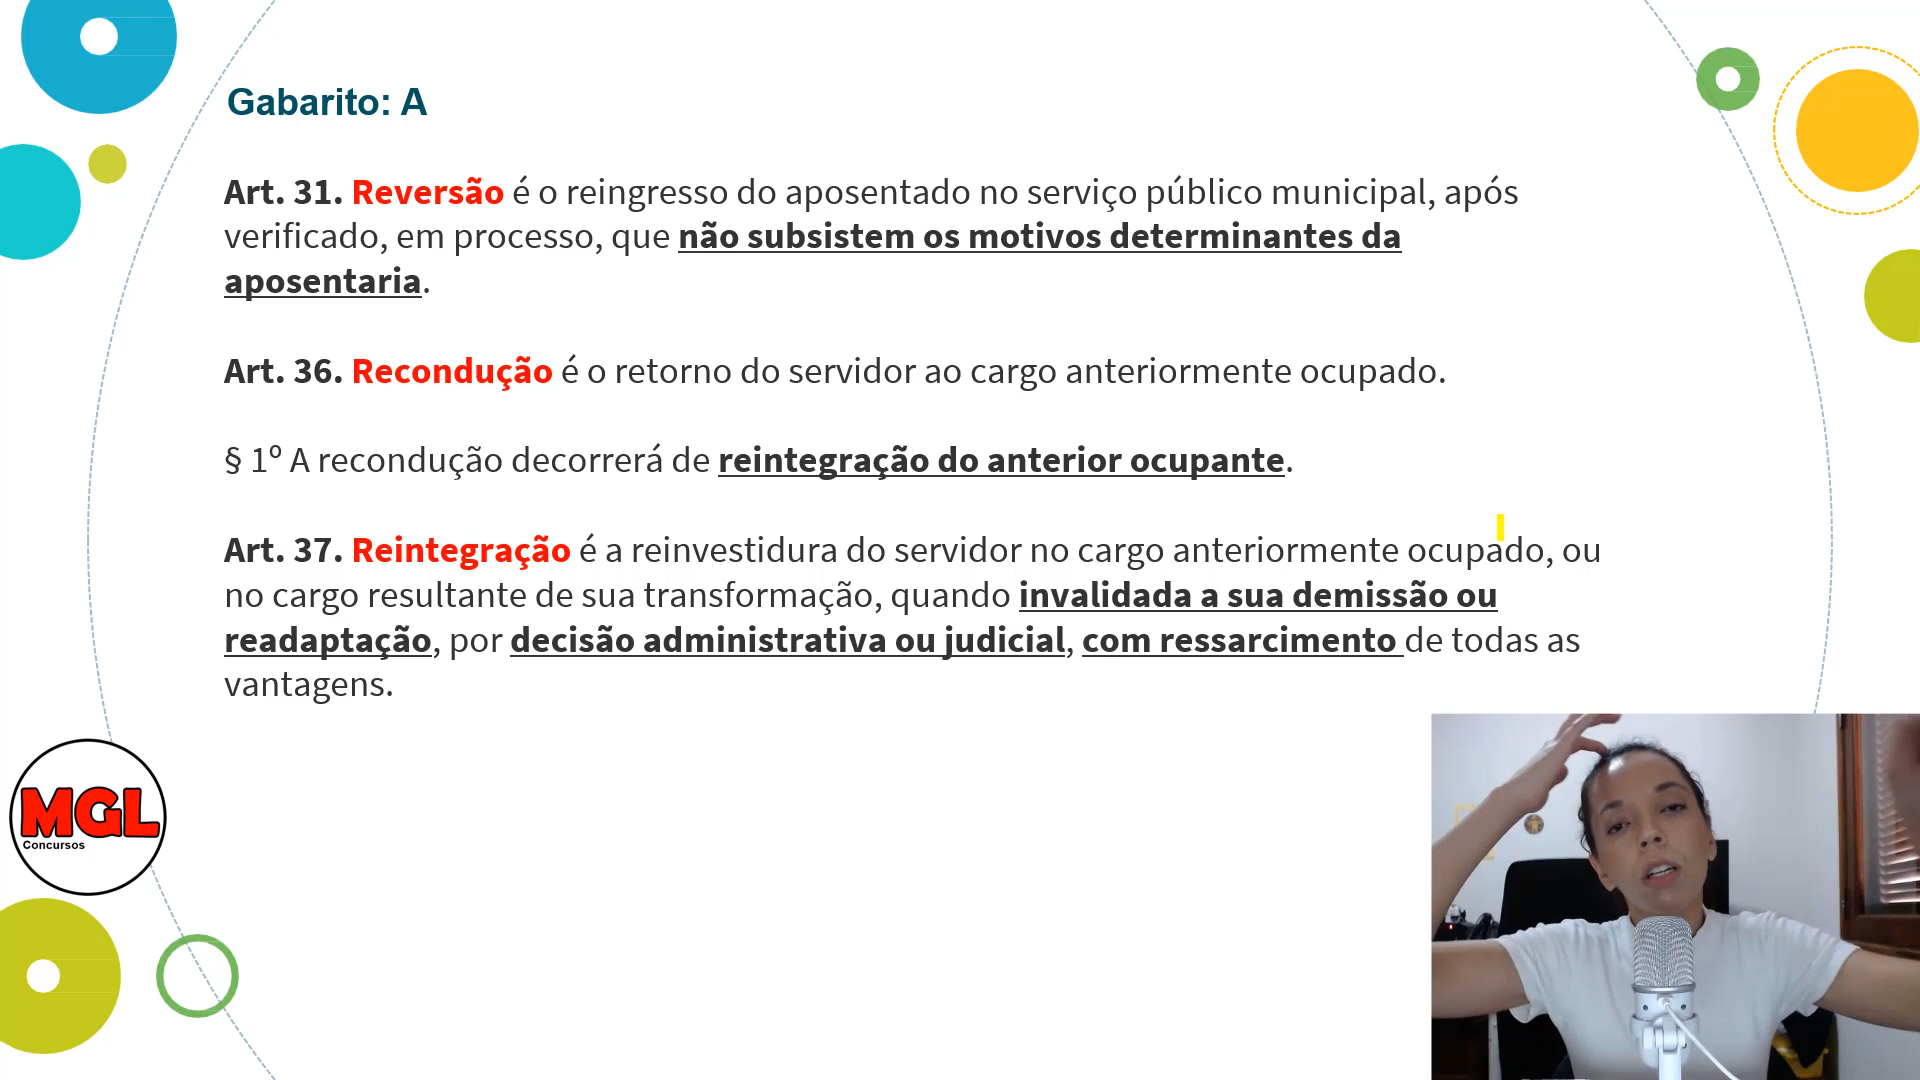 Gabarito: A
Art. 31. Reversão é o reingresso do aposentado no serviço público municipal, após
verificado, em processo, que não subsistem os motivos determinantes da
aposentaria.
Art. 36. Recondução é o retorno do servidor ao cargo anteriormente ocupado.
§ 1º A recondução decorrerá de reintegração do anterior ocupante.
Art. 37. Reintegração é a reinvestidura do servidor no cargo anteriormente ocupado, ou
no cargo resultante de sua transformação, quando invalidada a sua demissão ou
readaptação, por decisão administrativa ou judicial, com ressarcimento de todas as
vantagens.
MGL
Concursos